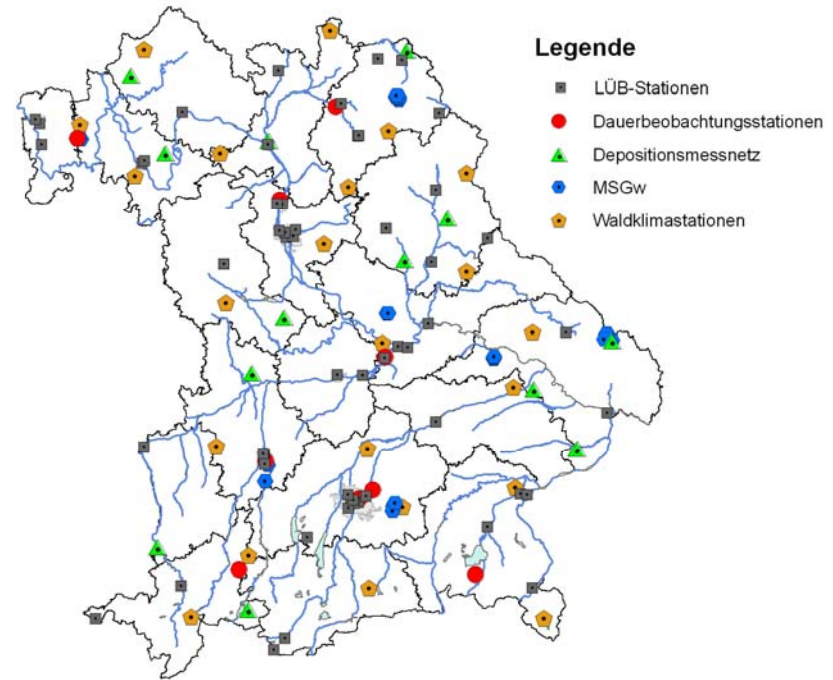 Legende
LÜB-Stationen
Dauerbeobachtungsstationen
Depositionsmessnetz
MSGw
Waldklimastationen